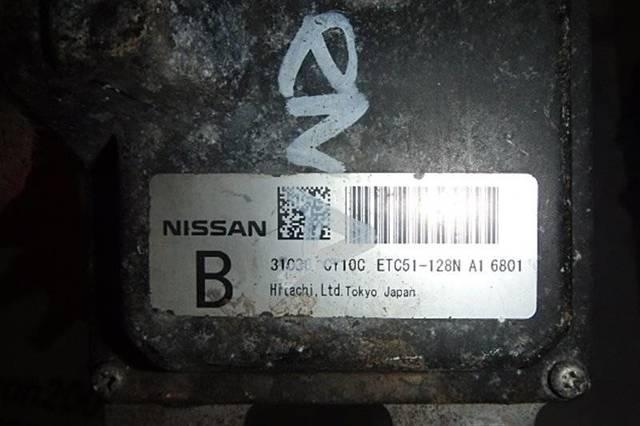 NISSAN
B
CY10C ETC51-128N A1 6801
Hitachi,Ltd.Tokyo Japan